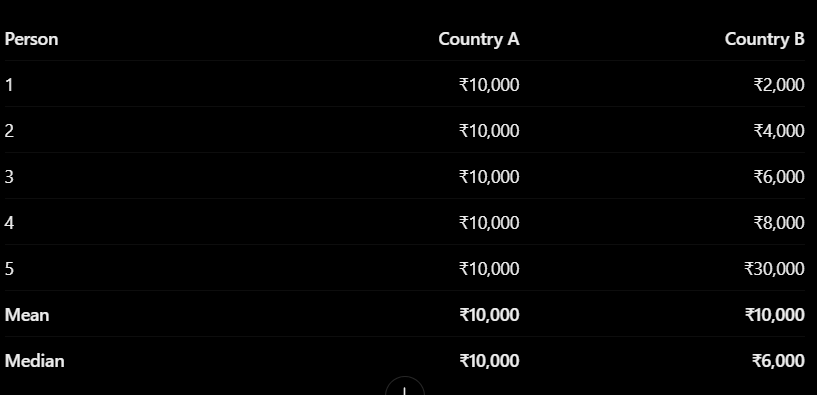 Person Country A Country B
1 ₹10,000 ₹2,000
2 ₹10,000 ₹4,000
3 ₹10,000 ₹6,000
4 ₹10,000 ₹8,000
5 ₹10,000 ₹30,000
Mean ₹10,000 ₹10,000
Median ₹10,000 ₹6,000